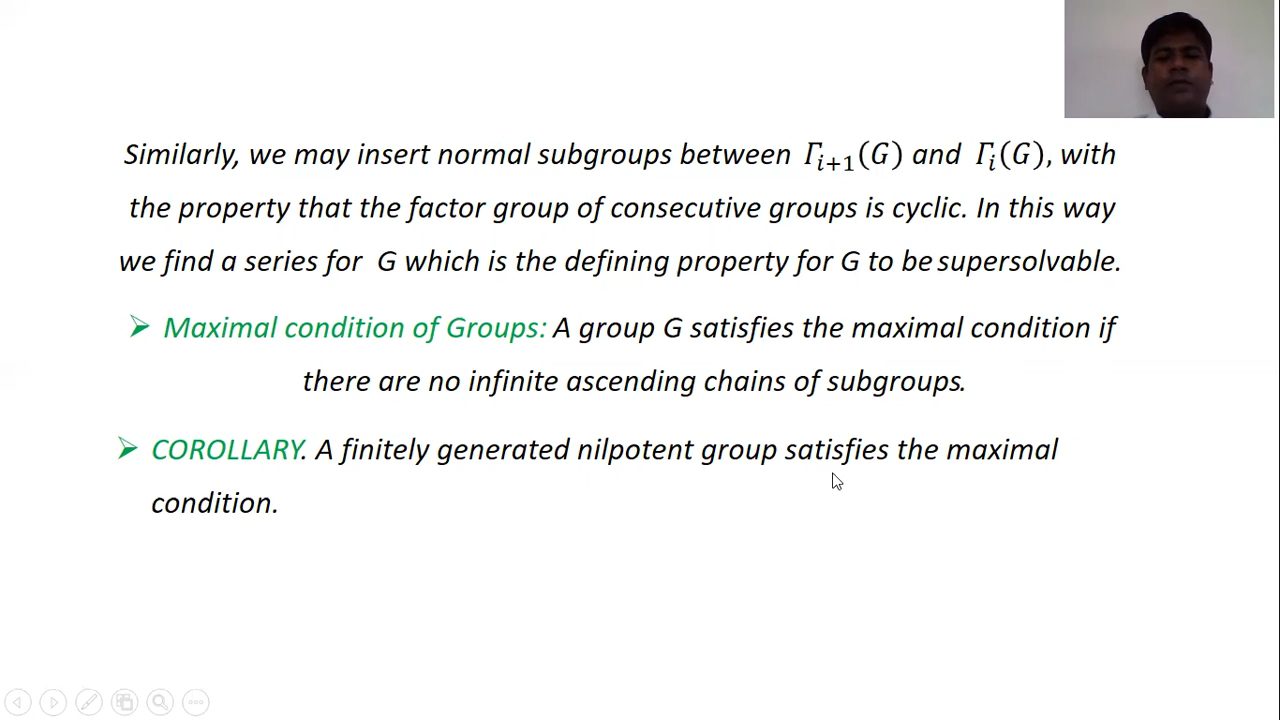 Similarly, we may insert normal subgroups between Γᵢ₊₁(G) and Γᵢ(G), with
the property that the factor group of consecutive groups is cyclic. In this way
we find a series for G which is the defining property for G to be supersolvable.
➢ Maximal condition of Groups: A group G satisfies the maximal condition if
there are no infinite ascending chains of subgroups.
➢ COROLLARY. A finitely generated nilpotent group satisfies the maximal
condition.